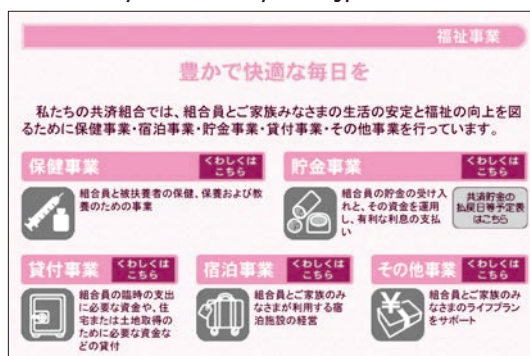 福祉事業
豊かで快適な毎日を
私たちの共済組合では、組合員とご家族みなさまの生活の安定と福祉の向上を図
るために保健事業・宿泊事業・貯金事業・貸付事業・その他事業を行っています。
保健事業
くわしくは
こちら
組合員と被扶養者の保健、保養および教
養のための事業
貯金事業
くわしくは
こちら
組合員の貯金の受け入
れと、その資金を運用
し、有利な利息の支払
い
共済貯金の
払戻日等予定表
はこちら
貸付事業
くわしくは
こちら
組合員の臨時の支出
に必要な資金や、住
宅または土地取得の
ために必要な資金な
どの貸付
宿泊事業
くわしくは
こちら
組合員とご家族のみ
なさまが利用する宿
泊施設の経営
その他事業
くわしくは
こちら
組合員とご家族のみ
なさまのライフプラン
をサポート